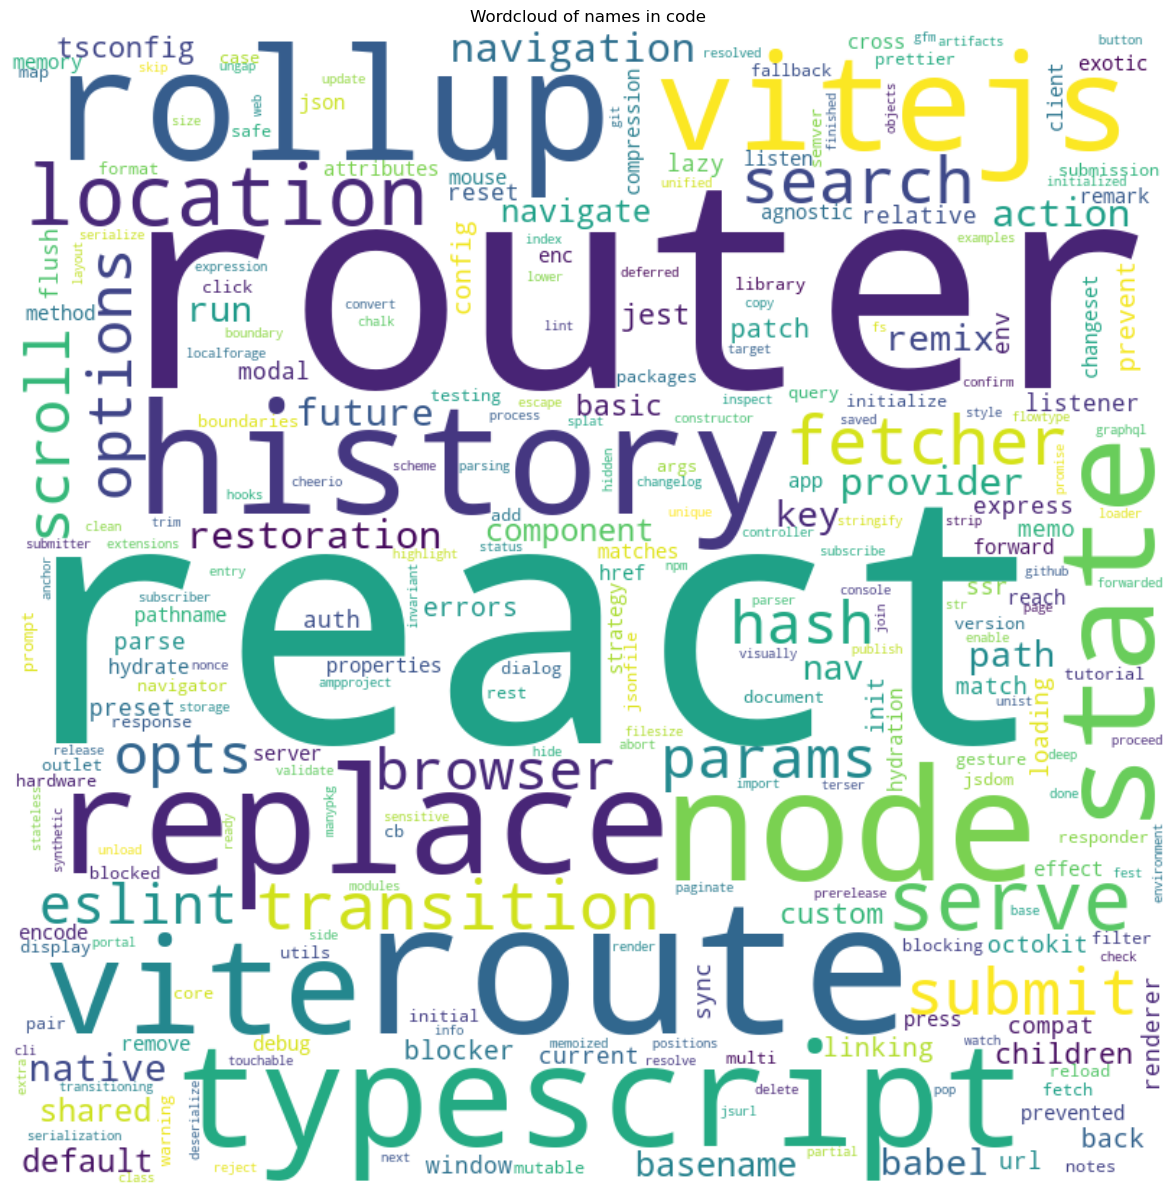 Wordcloud of names in code
tsconfig
case
navigation
resolved
cross
gfm
artifacts
button
memory
map
skip
ungap
update
rollup
vitejs
fallback
prettier
exotic
size
web
json
safe
git
compression
semver
finished
objects
client
format
attributes
mouse
reset
lazy
unified
listen
search
submission
initialized
remark
location
navigate
agnostic
relative
action
serialize
layout
flush
options
router
config
index
enc
lower
deferred
examples
expression
click
library
method
run
convert
chalk
lint
jest
copy
patch
fs
remix
env
changeset
prevent
boundary
localforage
target
modal
packages
confirm
scroll
boundaries
future
testing
escape
basic
inspect
query
initialize
listener
process
splat
constructor
saved
style
flowtype
history
fetcher
graphql
scheme
parsing
hidden
args
changelog
promise
state
hooks
cheerio
app
provider
clean
trim
restoration
add
component
unique
key
stringify
express
strip
memo
loader
submitter
extensions
highlight
status
matches
npm
controller
subscribe
forward
anchor
entry
react
invariant
href
github
forwarded
subscriber
pathname
auth
errors
strategy
hash
parser
console
join
str
ssr
reach
page
prompt
parse
version
enable
hydrate
nonce
properties
dialog
visually
publish
nav
path
tutorial
navigator
ampproject
rest
jsonfile
document
match
preset
storage
response
init
unist
loading
release
outlet
opts
server
hide
filesize
abort
params
hydration
gesture
deep
proceed
hardware
validate
browser
import
terser
jsdom
done
stateless
synthetic
replace
manypkg
sensitive
node
ready
cb
responder
unload
blocked
modules
paginate
prerelease
effect
fest
environment
eslint
transition
custom
serve
base
encode
display
portal
side
utils
route
render
blocking
octokit
filter
check
vite
core
sync
submit
pair
initial
info
press
compat
cli
remove
debug
blocker
memoized
current
positions
resolve
multi
linking
watch
children
renderer
extra
native
transitioning
touchable
typescript
delete
pop
reload
fetch
shared
warning
deserialize
jsurl
prevented
serialization
partial
back
default
class
reject
next
window
mutable
basename
babel
url
notes